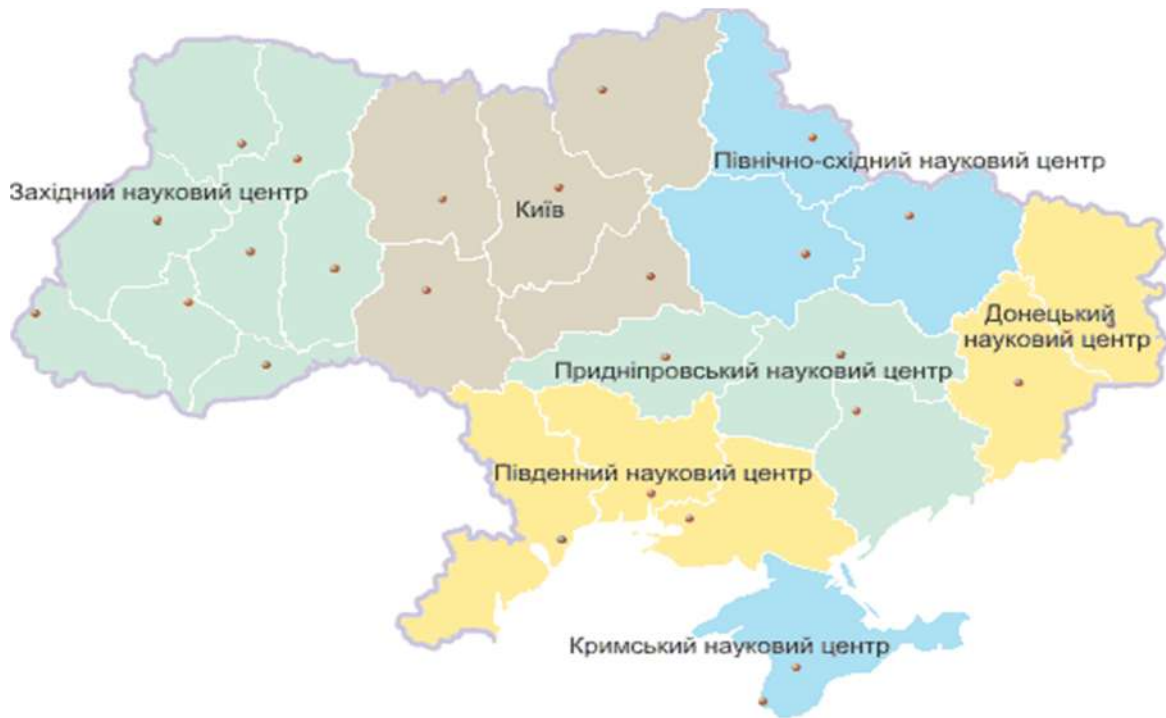 Північно-східний науковий центр
Західний науковий центр
Київ
Донецький
науковий центр
Придніпровський науковий центр
Південний науковий центр
Кримський науковий центр